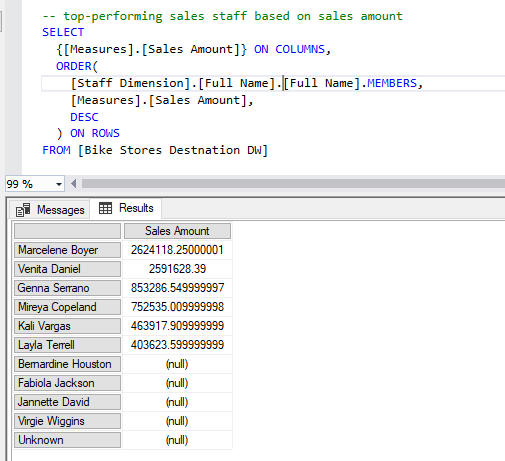 -- top-performing sales staff based on sales amount
SELECT
{[Measures].[Sales Amount]} ON COLUMNS,
ORDER(
[Staff Dimension].[Full Name].[Full Name].MEMBERS,
[Measures].[Sales Amount],
DESC
) ON ROWS
FROM [Bike Stores Destnation DW]
99 %
Messages Results
Sales Amount
Marcelene Boyer 2624118.25000001
Venita Daniel 2591628.39
Genna Serrano 853286.549999997
Mireya Copeland 752535.009999998
Kali Vargas 463917.909999999
Layla Terrell 403623.599999999
Bernardine Houston (null)
Fabiola Jackson (null)
Jannette David (null)
Virgie Wiggins (null)
Unknown (null)